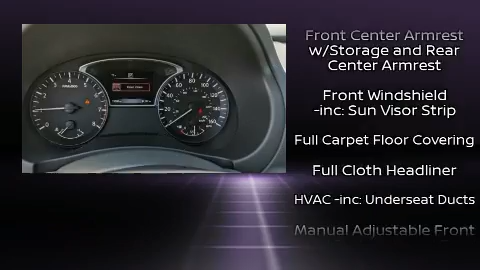 Front Center Armrest
w/Storage and Rear
Center Armrest
Front Windshield
-inc: Sun Visor Strip
Full Carpet Floor Covering
Full Cloth Headliner
HVAC -inc: Underseat Ducts
Manual Adjustable Front